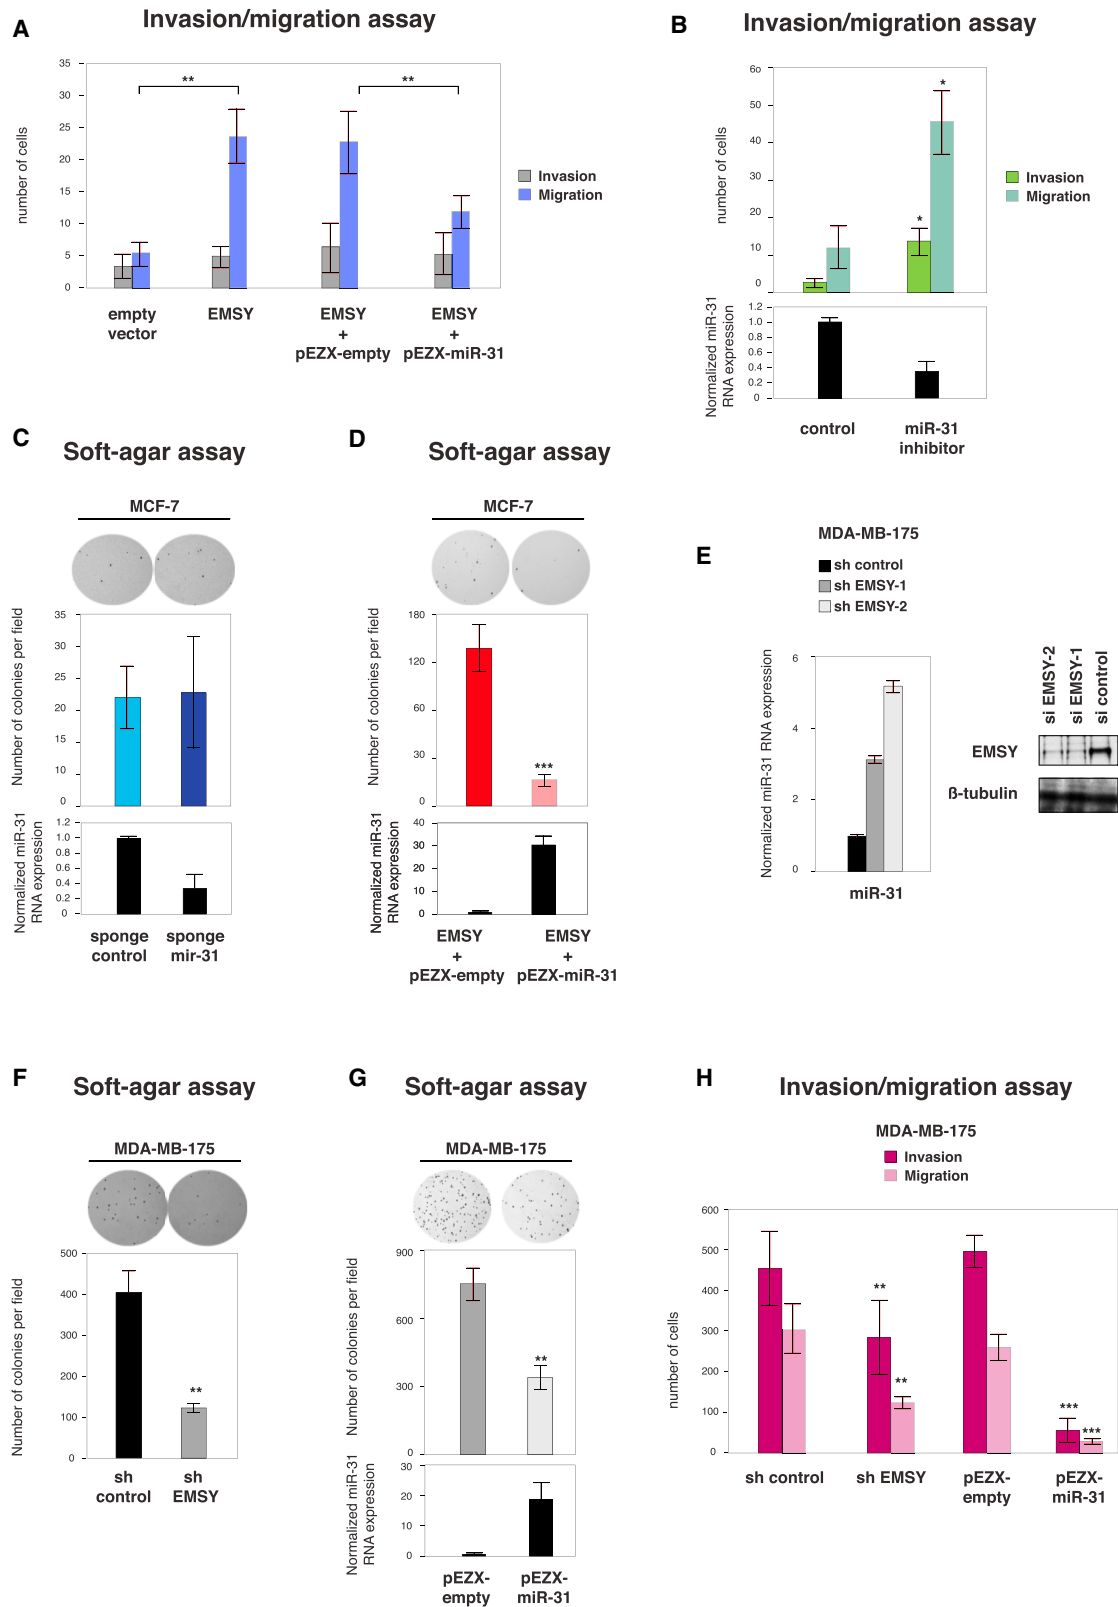 A
Invasion/migration assay
number of cells
35
30
25
20
15
10
5
0
**
**
Invasion
Migration
empty
vector
EMSY
EMSY
+
pEZX-empty
EMSY
+
pEZX-miR-31
B
Invasion/migration assay
number of cells
60
50
40
20
10
0
*
*
Invasion
Migration
Normalized miR-31
RNA expression
1.2
1.0
0.8
0.6
0.4
0.2
0
control
miR-31
inhibitor
C
Soft-agar assay
MCF-7
Number of colonies per field
35
30
25
20
15
10
0
Normalized miR-31
RNA expression
1.2
1.0
0.8
0.6
0.4
0.2
0
sponge
control
sponge
mir-31
D
Soft-agar assay
MCF-7
Number of colonies per field
180
120
60
30
0
***
Normalized miR-31
RNA expression
40
30
20
10
0
EMSY
+
pEZX-empty
EMSY
+
pEZX-miR-31
E
MDA-MB-175
sh control
sh EMSY-1
sh EMSY-2
Normalized miR-31 RNA expression
6
4
2
0
miR-31
si EMSY-2
si EMSY-1
si control
EMSY
ß-tubulin
F
Soft-agar assay
MDA-MB-175
Number of colonies per field
500
400
300
200
100
0
**
sh
control
sh
EMSY
G
Soft-agar assay
MDA-MB-175
Number of colonies per field
900
600
300
0
**
Normalized miR-31
RNA expression
30
20
10
0
pEZX-
empty
pEZX-
miR-31
H
Invasion/migration assay
MDA-MB-175
Invasion
Migration
number of cells
600
500
400
300
200
100
0
**
**
***
***
sh control
sh EMSY
pEZX-
empty
pEZX-
miR-31